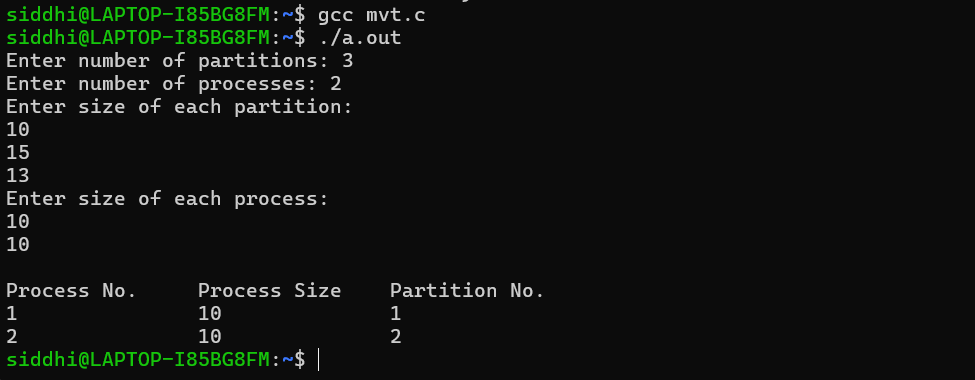 siddhi@LAPTOP-I85BG8FM:~$ gcc mvt.c
siddhi@LAPTOP-I85BG8FM:~$ ./a.out
Enter number of partitions: 3
Enter number of processes: 2
Enter size of each partition:
10
15
13
Enter size of each process:
10
10

Process No.     Process Size    Partition No.
1               10              1
2               10              2
siddhi@LAPTOP-I85BG8FM:~$